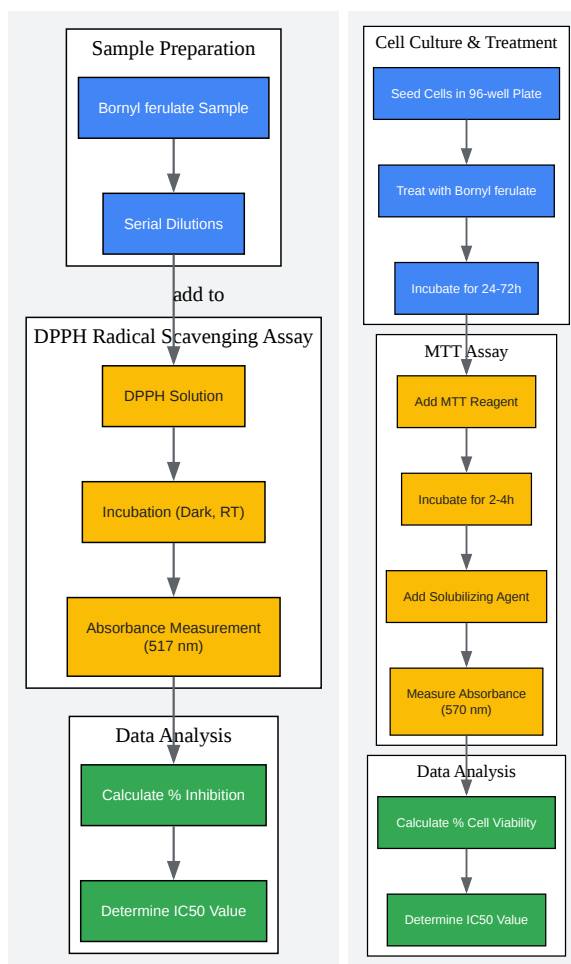 Sample Preparation
Bornyl ferulate Sample
Serial Dilutions
add to
DPPH Radical Scavenging Assay
DPPH Solution
Incubation (Dark, RT)
Absorbance Measurement
(517 nm)
Data Analysis
Calculate % Inhibition
Determine IC50 Value
Cell Culture & Treatment
Seed Cells in 96-well Plate
Treat with Bornyl ferulate
Incubate for 24-72h
MTT Assay
Add MTT Reagent
Incubate for 2-4h
Add Solubilizing Agent
Measure Absorbance
(570 nm)
Data Analysis
Calculate % Cell Viability
Determine IC50 Value